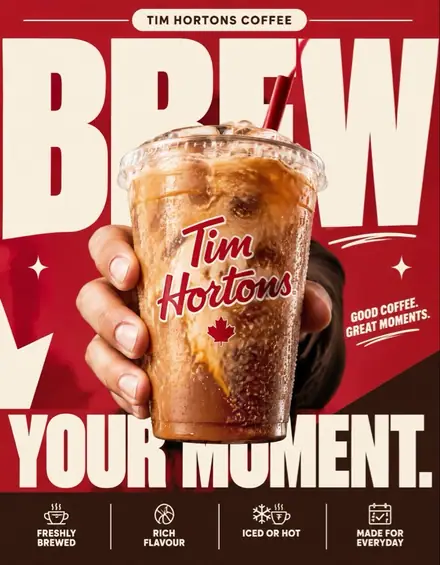 TIM HORTONS COFFEE
BREW
Tim
Hortons
GOOD COFFEE.
GREAT MOMENTS.
YOUR MOMENT.
FRESHLY
BREWED
RICH
FLAVOUR
ICED OR HOT
MADE FOR
EVERYDAY